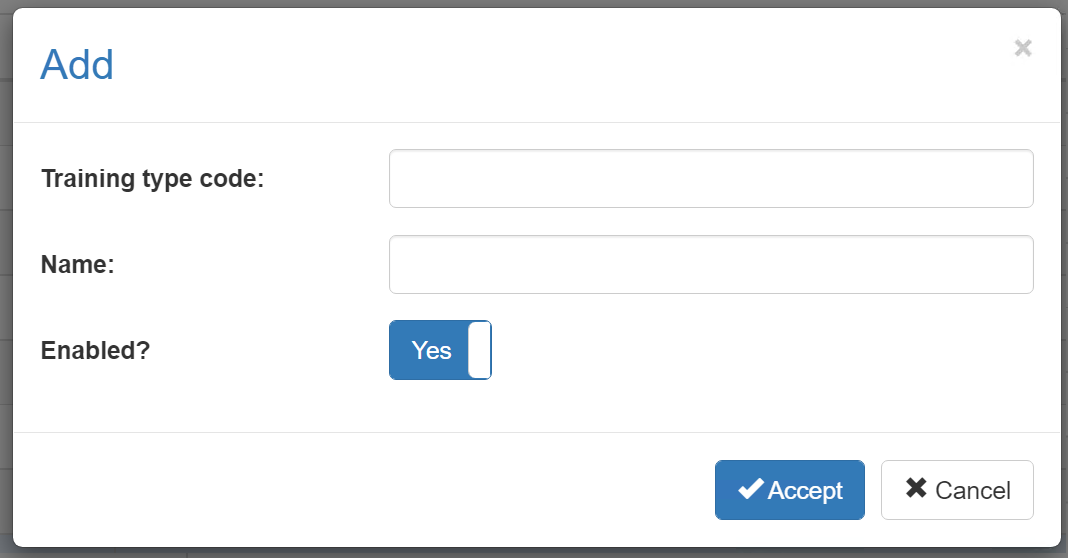 Add
Training type code:
Name:
Enabled?
Yes
Accept
Cancel